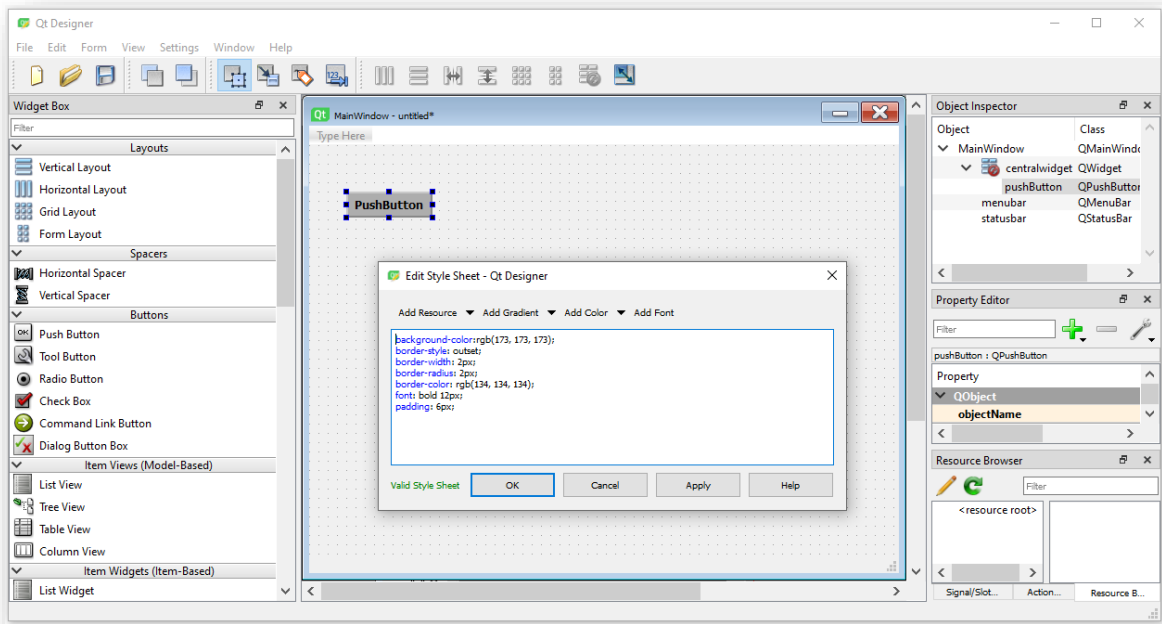 Qt Designer
File Edit Form View Settings Window Help
Widget Box
Filter
Layouts
Vertical Layout
Horizontal Layout
Grid Layout
Form Layout
Spacers
Horizontal Spacer
Vertical Spacer
Buttons
OK Push Button
Tool Button
Radio Button
Check Box
Command Link Button
Dialog Button Box
Item Views (Model-Based)
List View
Tree View
Table View
Column View
Item Widgets (Item-Based)
List Widget
Qt MainWindow - untitled*
Type Here
PushButton
Edit Style Sheet - Qt Designer
Add Resource Add Gradient Add Color Add Font
background-color:rgb(173, 173, 173);
border-style: outset;
border-width: 2px;
border-radius: 2px;
border-color: rgb(134, 134, 134);
font: bold 12px;
padding: 6px;
Valid Style Sheet OK Cancel Apply Help
Object Inspector
Object Class
MainWindow QMainWindo
centralwidget QWidget
pushButton QPushButton
menubar QMenuBar
statusbar QStatusBar
Property Editor
Filter
pushButton : QPushButton
Property
QObject
objectName
Resource Browser
Filter
<resource root>
Signal/Slot... Action... Resource B...